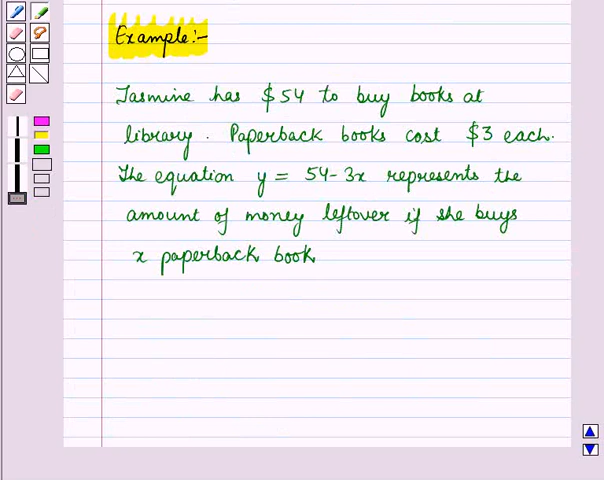 Example:-
Jasmine has $54 to buy books at
library. Paperback books cost $3 each.
The equation y = 54-3x represents the
amount of money leftover if she buys
x paperback book